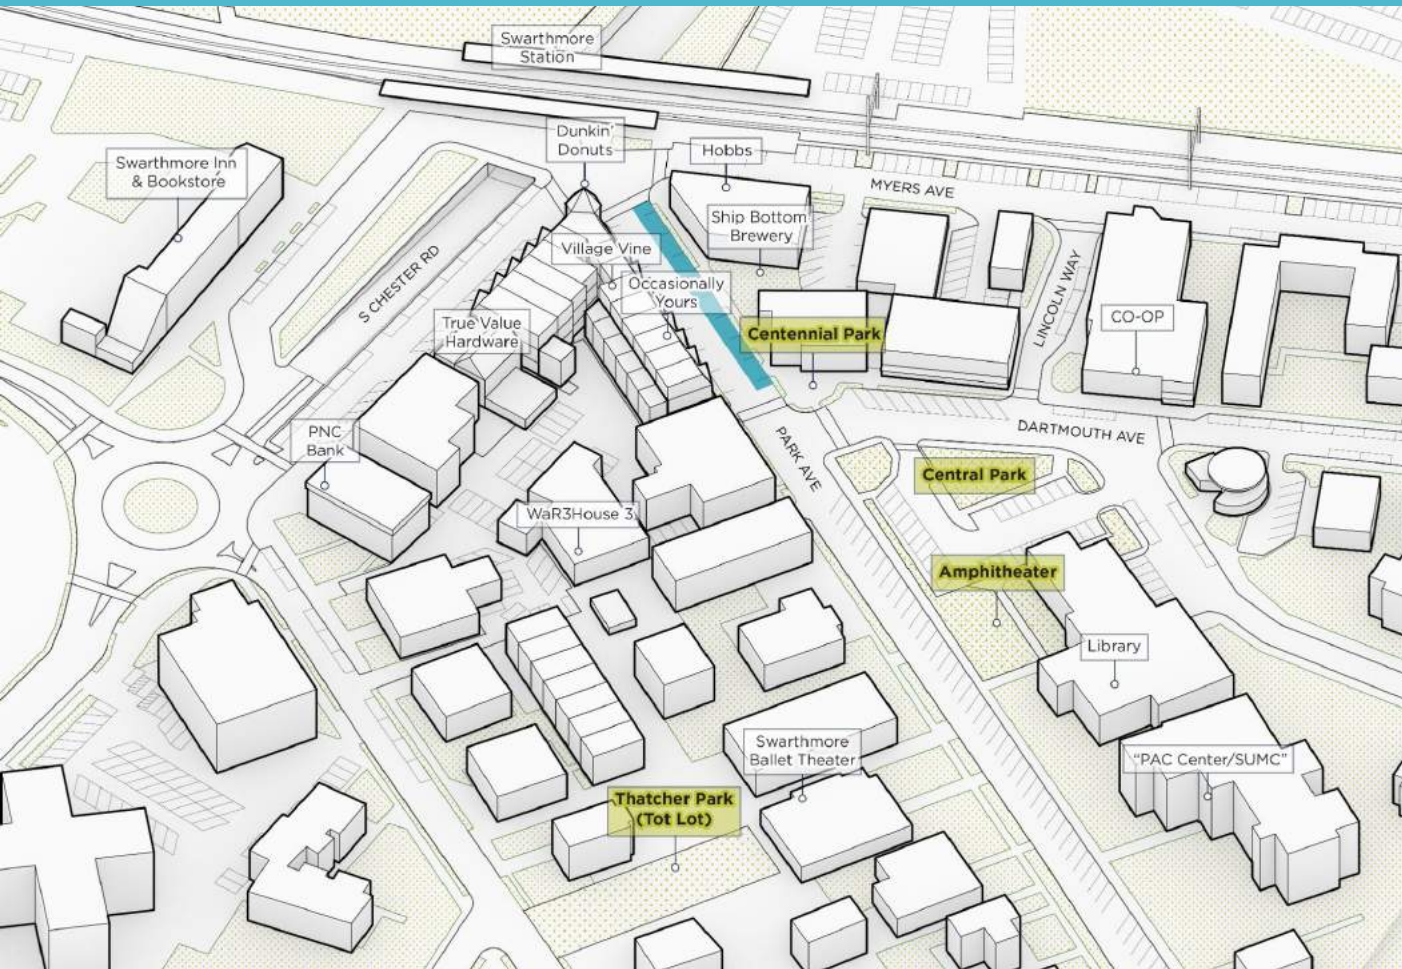 Swarthmore
Station
Dunkin'
Donuts
Hobbs
Swarthmore Inn
& Bookstore
MYERS AVE
Ship Bottom
Brewery
Village Vine
S CHESTER RD
Occasionally
Yours
LINCOLN WAY
True Value
Hardware
CO-OP
Centennial Park
PNC
Bank
PARK AVE
DARTMOUTH AVE
Central Park
WaR3House 3
Amphitheater
Library
Swarthmore
Ballet Theater
"PAC Center/SUMC"
Thatcher Park
(Tot Lot)